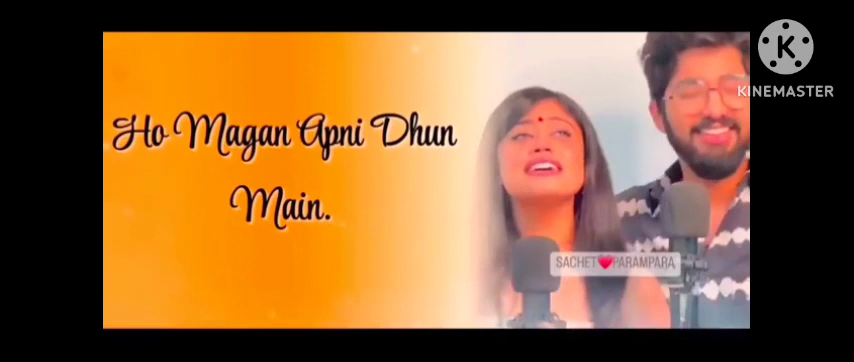 Ho Magan Apni Dhun
Main.
KINEMASTER
SACHET❤️PARAMPARA